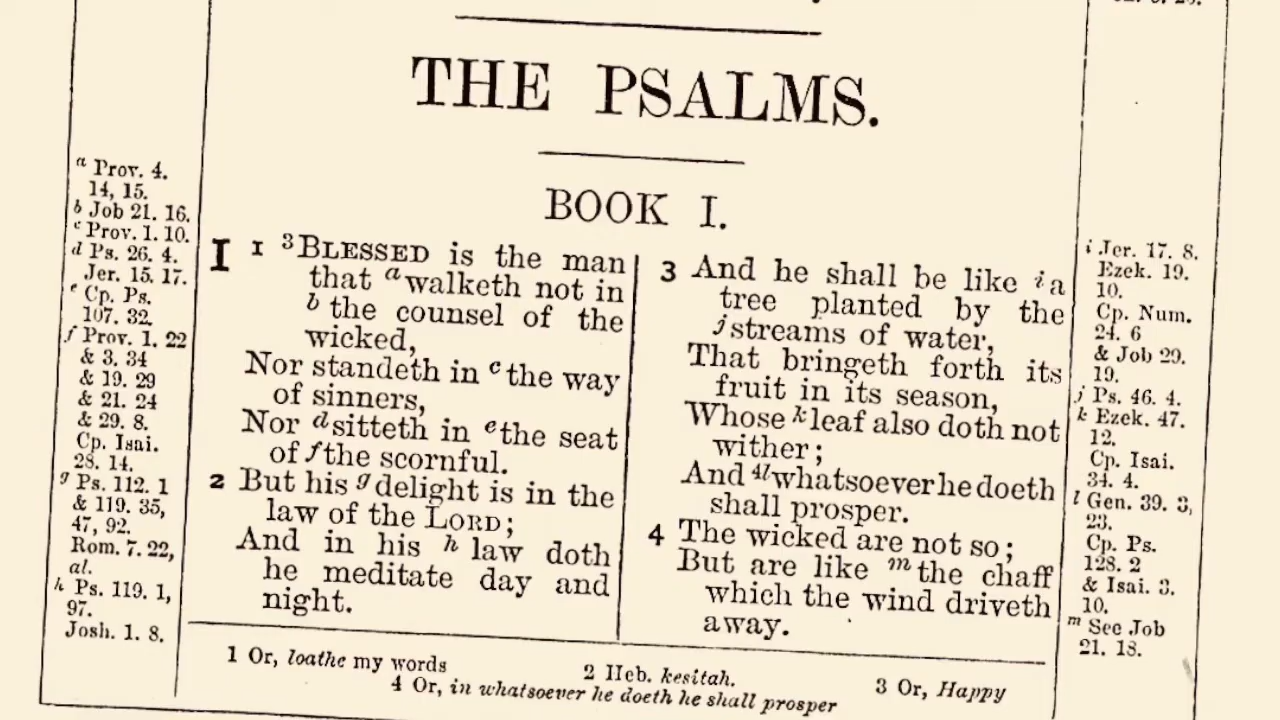 THE PSALMS.
BOOK I.
a Prov. 4.
14, 15.
b Job 21. 16.
c Prov. 1. 10.
d Ps. 26. 4.
Jer. 15. 17.
e Cp. Ps.
107. 32.
f Prov. 1. 22
& 3. 34
& 19. 29
& 21. 24
& 29. 8.
Cp. Isai.
28. 14.
g Ps. 112. 1
& 119. 35,
47, 92.
Rom. 7. 22,
al.
h Ps. 119. 1,
97.
Josh. 1. 8.
I 1 3 BLESSED is the man
that a walketh not in
b the counsel of the
wicked,
Nor standeth in c the way
of sinners,
Nor d sitteth in e the seat
of f the scornful.
2 But his g delight is in the
law of the LORD;
And in his h law doth
he meditate day and
night.
3 And he shall be like i a
tree planted by the
j streams of water,
That bringeth forth its
fruit in its season,
Whose k leaf also doth not
wither;
And 4 l whatsoever he doeth
shall prosper.
4 The wicked are not so;
But are like m the chaff
which the wind driveth
away.
i Jer. 17. 8.
Ezek. 19.
10.
Cp. Num.
24. 6
& Job 29.
19.
j Ps. 46. 4.
k Ezek. 47.
12.
Cp. Isai.
34. 4.
l Gen. 39. 3,
23.
Cp. Ps.
128. 2
& Isai. 3.
10.
m See Job
21. 18.
1 Or, loathe my words
2 Heb. kesitah.
3 Or, Happy
4 Or, in whatsoever he doeth he shall prosper